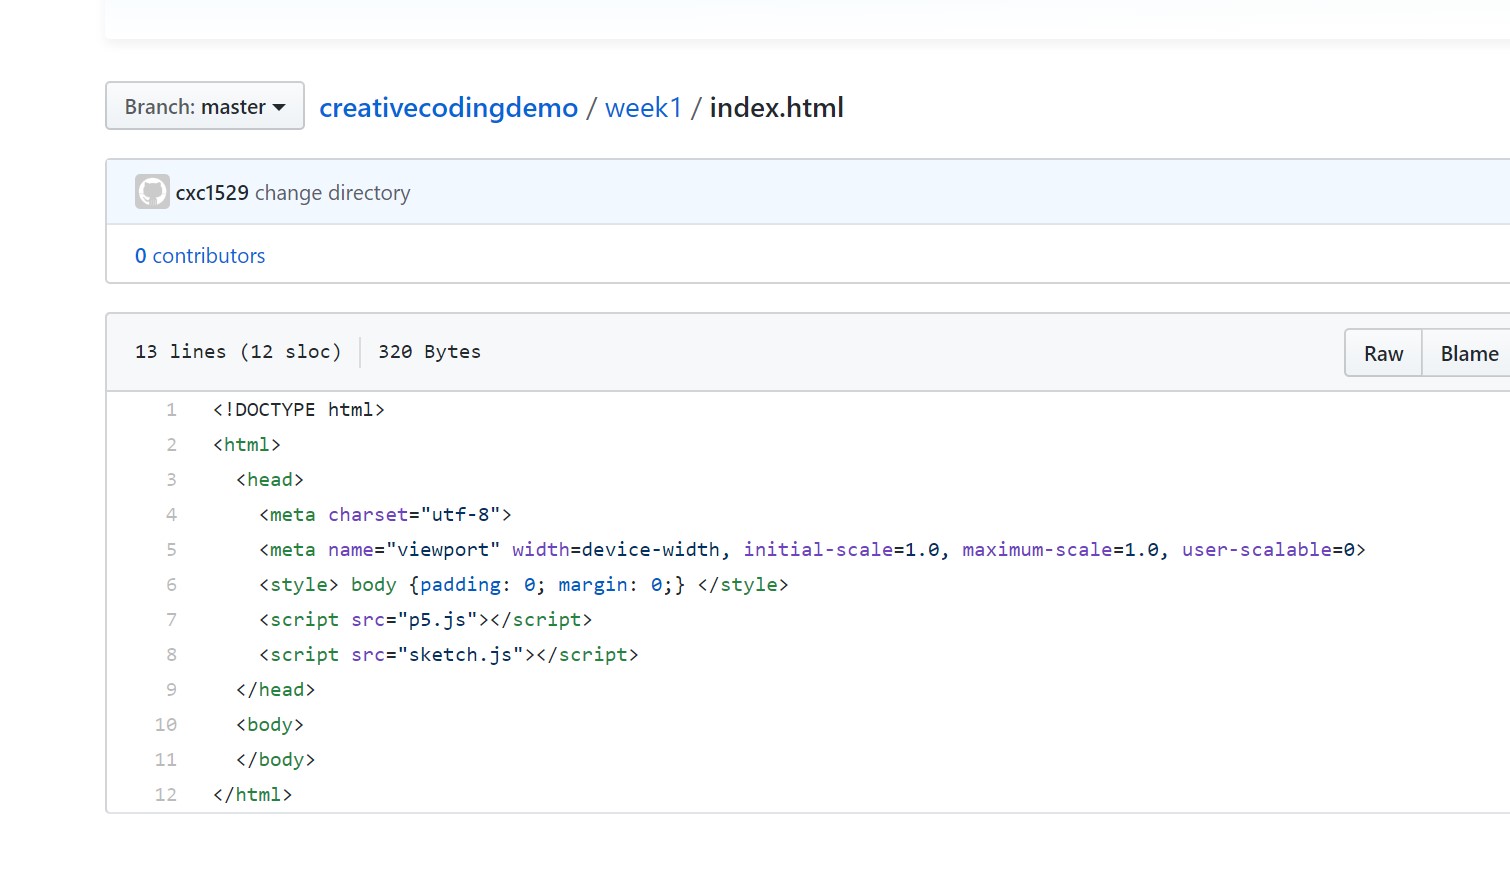 Branch: master creativecodingdemo / week1 / index.html
cxc1529 change directory
0 contributors
13 lines (12 sloc) 320 Bytes Raw Blame
1 <!DOCTYPE html>
2 <html>
3 <head>
4 <meta charset="utf-8">
5 <meta name="viewport" width=device-width, initial-scale=1.0, maximum-scale=1.0, user-scalable=0>
6 <style> body {padding: 0; margin: 0;} </style>
7 <script src="p5.js"></script>
8 <script src="sketch.js"></script>
9 </head>
10 <body>
11 </body>
12 </html>